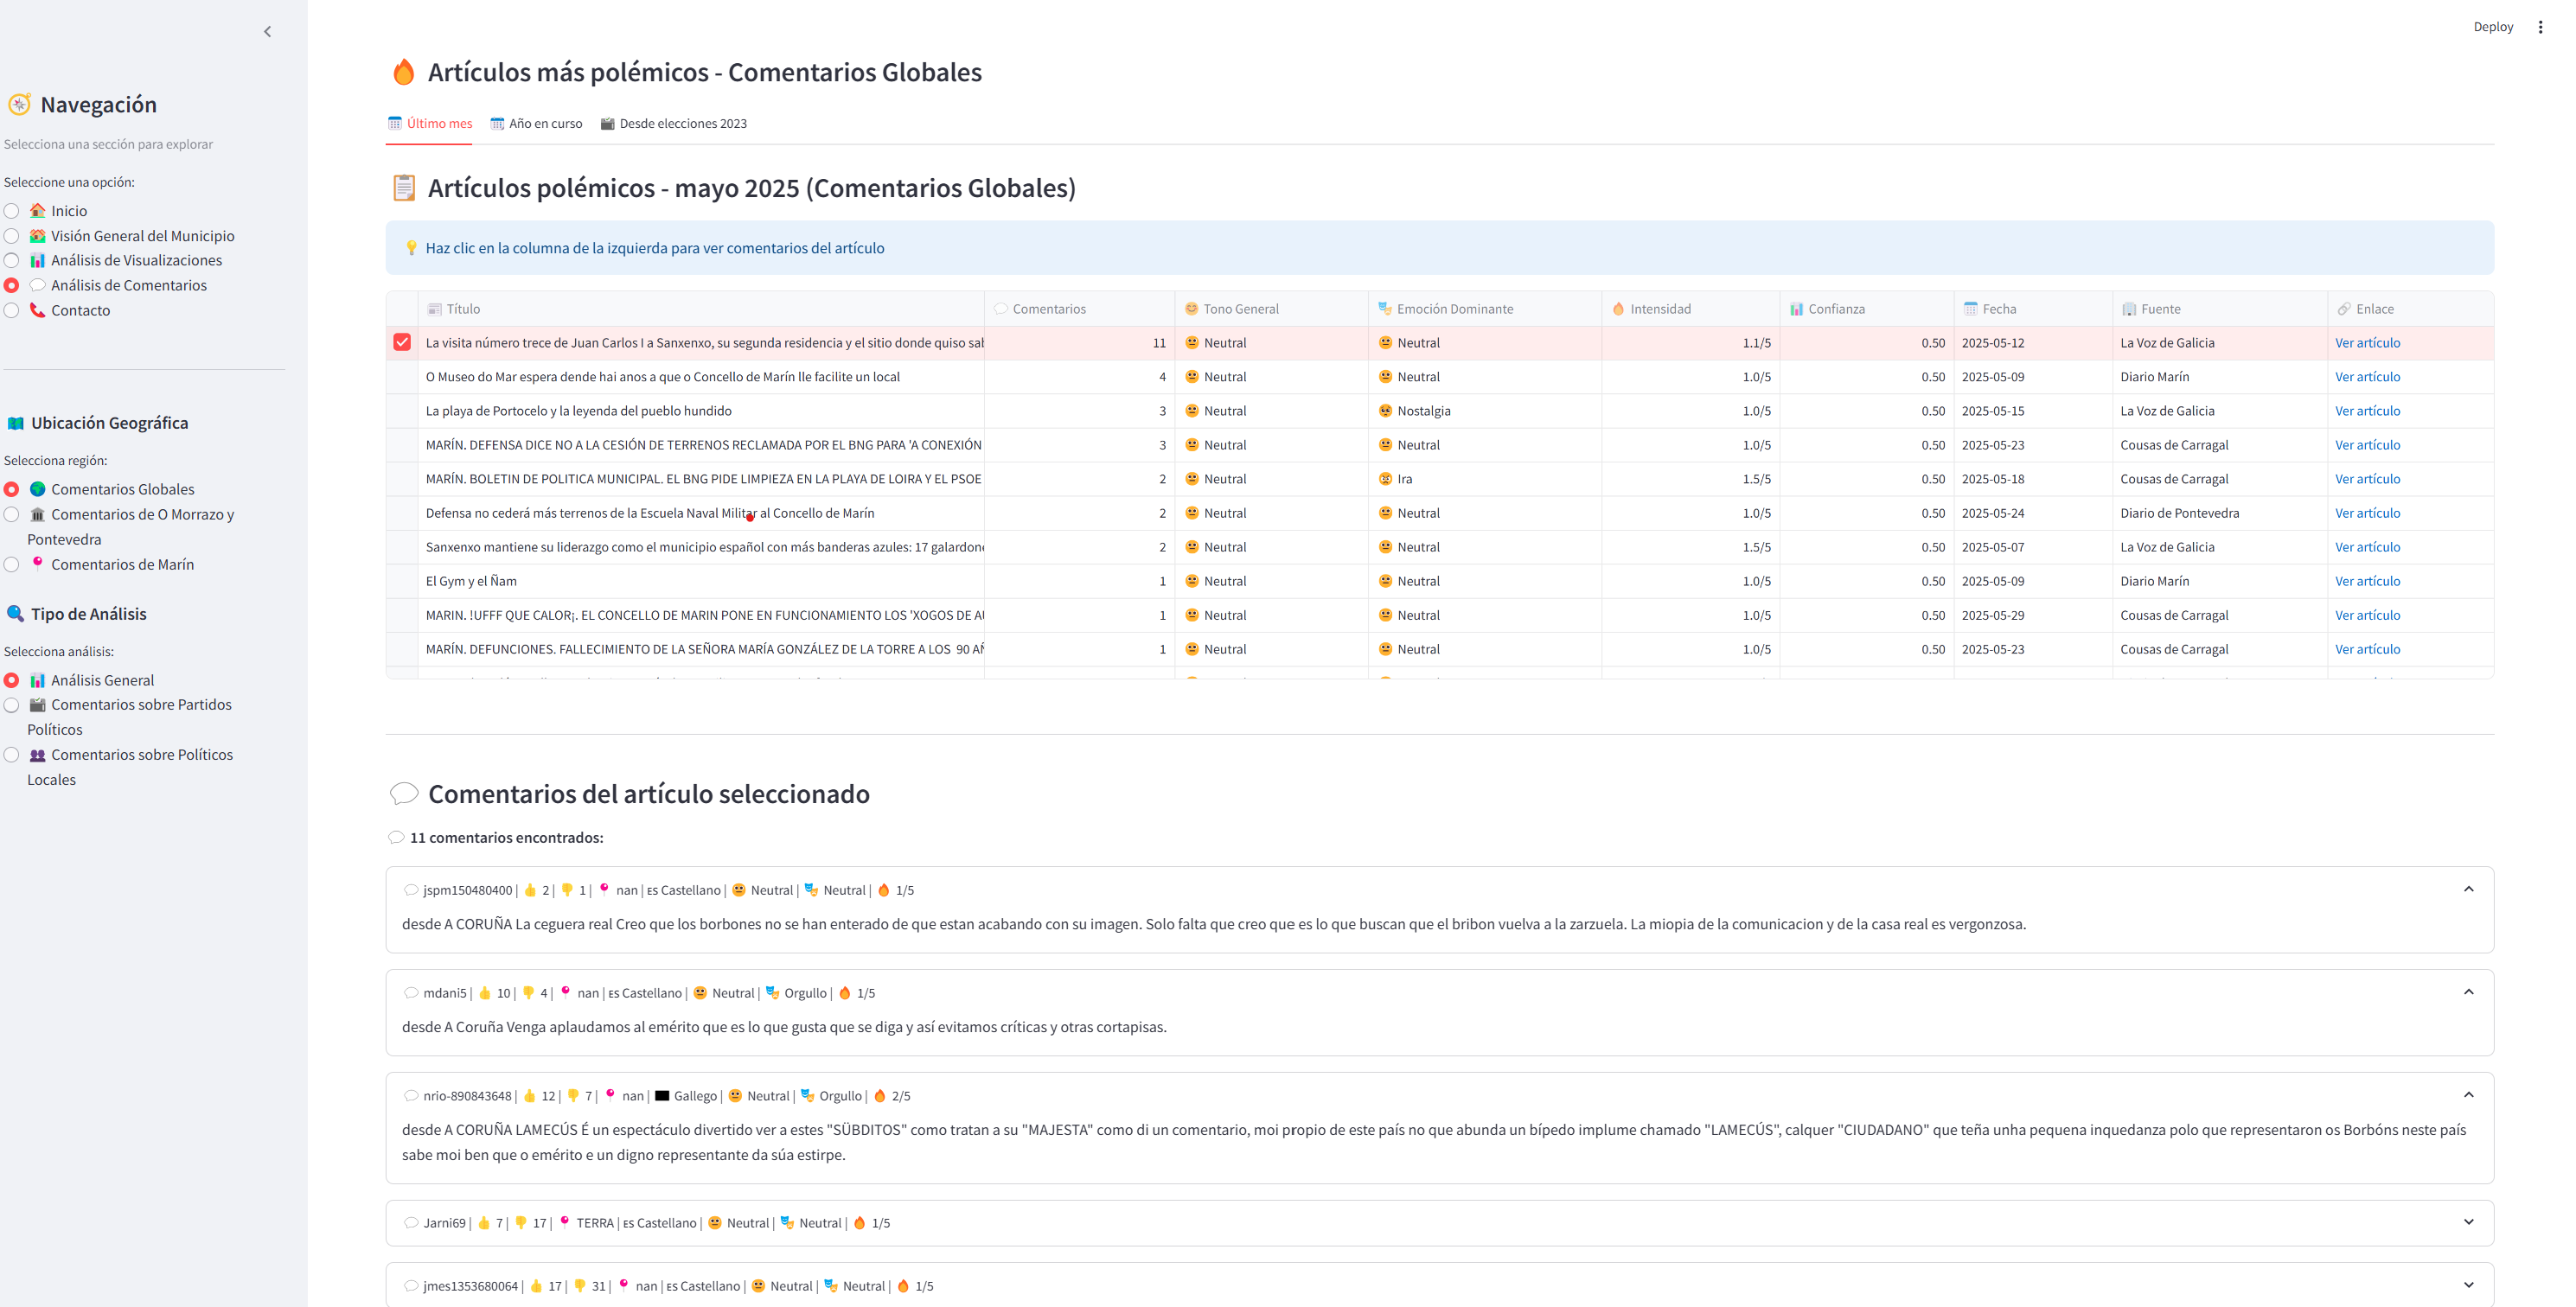 Deploy
Navegación
Selecciona una sección para explorar
Seleccione una opción:
Inicio
Visión General del Municipio
Análisis de Visualizaciones
Análisis de Comentarios
Contacto
Ubicación Geográfica
Selecciona región:
Comentarios Globales
Comentarios de O Morrazo y
Pontevedra
Comentarios de Marín
Tipo de Análisis
Selecciona análisis:
Análisis General
Comentarios sobre Partidos
Políticos
Comentarios sobre Políticos
Locales
Artículos más polémicos - Comentarios Globales
Último mes Año en curso Desde elecciones 2023
Artículos polémicos - mayo 2025 (Comentarios Globales)
Haz clic en la columna de la izquierda para ver comentarios del artículo
Título Comentarios Tono General Emoción Dominante Intensidad Confianza Fecha Fuente Enlace
La visita número trece de Juan Carlos I a Sanxenxo, su segunda residencia y el sitio donde quiso sal 11 Neutral Neutral 1.1/5 0.50 2025-05-12 La Voz de Galicia Ver artículo
O Museo do Mar espera dende hai anos a que o Concello de Marín lle facilite un local 4 Neutral Neutral 1.0/5 0.50 2025-05-09 Diario Marín Ver artículo
La playa de Portocelo y la leyenda del pueblo hundido 3 Neutral Nostalgia 1.0/5 0.50 2025-05-15 La Voz de Galicia Ver artículo
MARÍN. DEFENSA DICE NO A LA CESIÓN DE TERRENOS RECLAMADA POR EL BNG PARA 'A CONEXIÓN 3 Neutral Neutral 1.0/5 0.50 2025-05-23 Cousas de Carragal Ver artículo
MARÍN. BOLETIN DE POLITICA MUNICIPAL. EL BNG PIDE LIMPIEZA EN LA PLAYA DE LOIRA Y EL PSOE 2 Neutral Ira 1.5/5 0.50 2025-05-18 Cousas de Carragal Ver artículo
Defensa no cederá más terrenos de la Escuela Naval Militar al Concello de Marín 2 Neutral Neutral 1.0/5 0.50 2025-05-24 Diario de Pontevedra Ver artículo
Sanxenxo mantiene su liderazgo como el municipio español con más banderas azules: 17 galardone 2 Neutral Neutral 1.5/5 0.50 2025-05-07 La Voz de Galicia Ver artículo
El Gym y el Ñam 1 Neutral Neutral 1.0/5 0.50 2025-05-09 Diario Marín Ver artículo
MARIN. !UFFF QUE CALOR¡. EL CONCELLO DE MARIN PONE EN FUNCIONAMIENTO LOS 'XOGOS DE 1 Neutral Neutral 1.0/5 0.50 2025-05-29 Cousas de Carragal Ver artículo
MARÍN. DEFUNCIONES. FALLECIMIENTO DE LA SEÑORA MARÍA GONZÁLEZ DE LA TORRE A LOS 90 AÑ 1 Neutral Neutral 1.0/5 0.50 2025-05-23 Cousas de Carragal Ver artículo
Comentarios del artículo seleccionado
11 comentarios encontrados:
jspm150480400 | 2 | 1 | nan | ES Castellano | Neutral | Neutral | 1/5
desde A CORUÑA La ceguera real Creo que los borbones no se han enterado de que estan acabando con su imagen. Solo falta que creo que es lo que buscan que el bribon vuelva a la zarzuela. La miopia de la comunicacion y de la casa real es vergonzosa.
mdani5 | 10 | 4 | nan | ES Castellano | Neutral | Orgullo | 1/5
desde A Coruña Venga aplaudamos al emérito que es lo que gusta que se diga y así evitamos críticas y otras cortapisas.
nrio-890843648 | 12 | 7 | nan | Gallego | Neutral | Orgullo | 2/5
desde A CORUÑA LAMECÚS É un espectáculo divertido ver a estes "SÜBDITOS" como tratan a su "MAJESTA" como di un comentario, moi propio de este país no que abunda un bípedo implume chamado "LAMECÚS", calquer "CIUDADANO" que teña unha pequena inquedanza polo que representaron os Borbóns neste país
sabe moi ben que o emérito e un digno representante da súa estirpe.
Jarni69 | 7 | 17 | TERRA | ES Castellano | Neutral | Neutral | 1/5
jmes1353680064 | 17 | 31 | nan | ES Castellano | Neutral | Neutral | 1/5